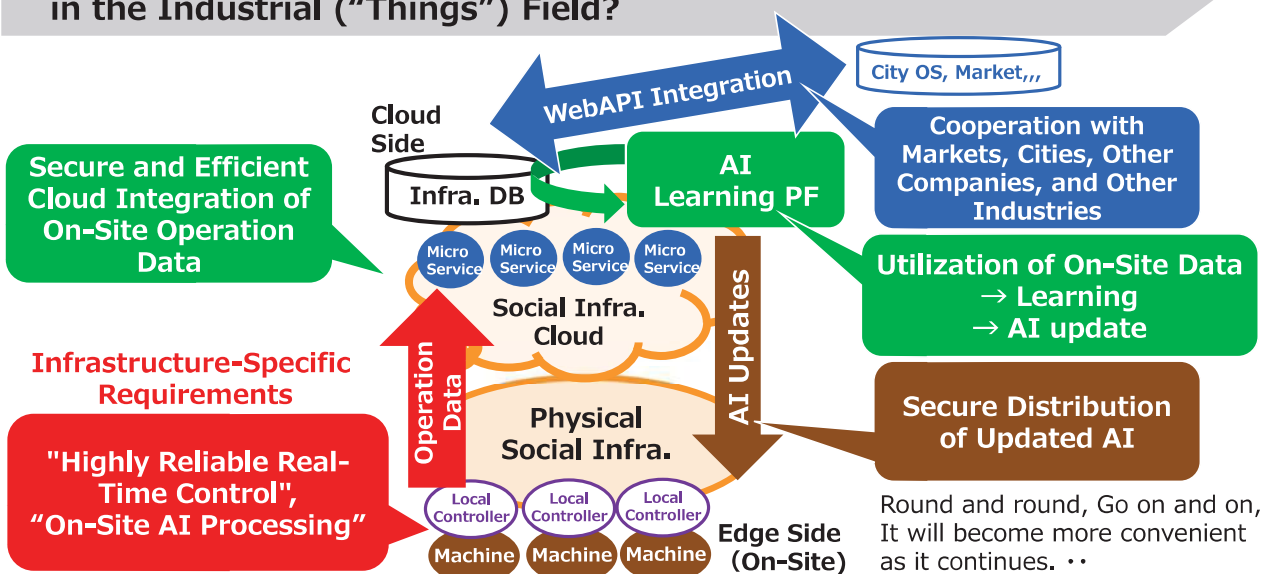 in the Industrial (“Things”) Field?
City OS, Market,,,
WebAPI Integration
Cloud
Side
Infra. DB
AI
Learning PF
Cooperation with
Markets, Cities, Other
Companies, and Other
Industries
Secure and Efficient
Cloud Integration of
On-Site Operation
Data
Micro
Service
Micro
Service
Micro
Service
Micro
Service
Social Infra.
Cloud
AI Updates
Utilization of On-Site Data
→ Learning
→ AI update
Infrastructure-Specific
Requirements
Operation
Data
Physical
Social Infra.
Secure Distribution
of Updated AI
"Highly Reliable Real-
Time Control",
“On-Site AI Processing”
Local
Controller
Local
Controller
Local
Controller
Machine
Machine
Machine
Edge Side
(On-Site)
Round and round, Go on and on,
It will become more convenient
as it continues. ··